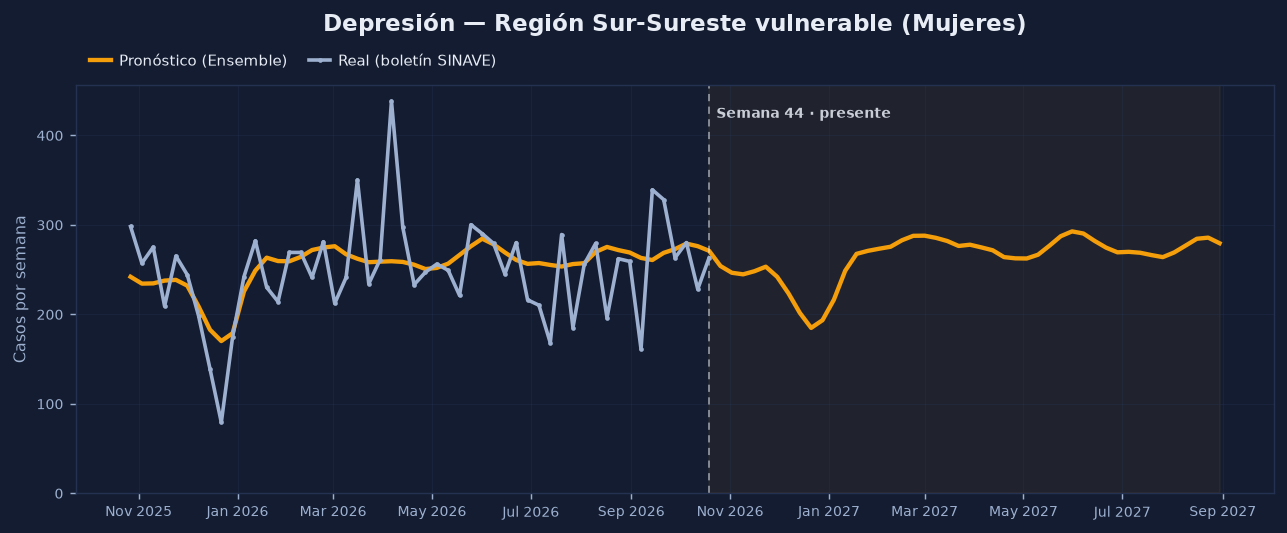 Depresión — Región Sur-Sureste vulnerable (Mujeres)
Pronóstico (Ensemble) Real (boletín SINAVE)
Semana 44 · presente
Casos por semana
400
300
200
100
0
Nov 2025 Jan 2026 Mar 2026 May 2026 Jul 2026 Sep 2026 Nov 2026 Jan 2027 Mar 2027 May 2027 Jul 2027 Sep 2027